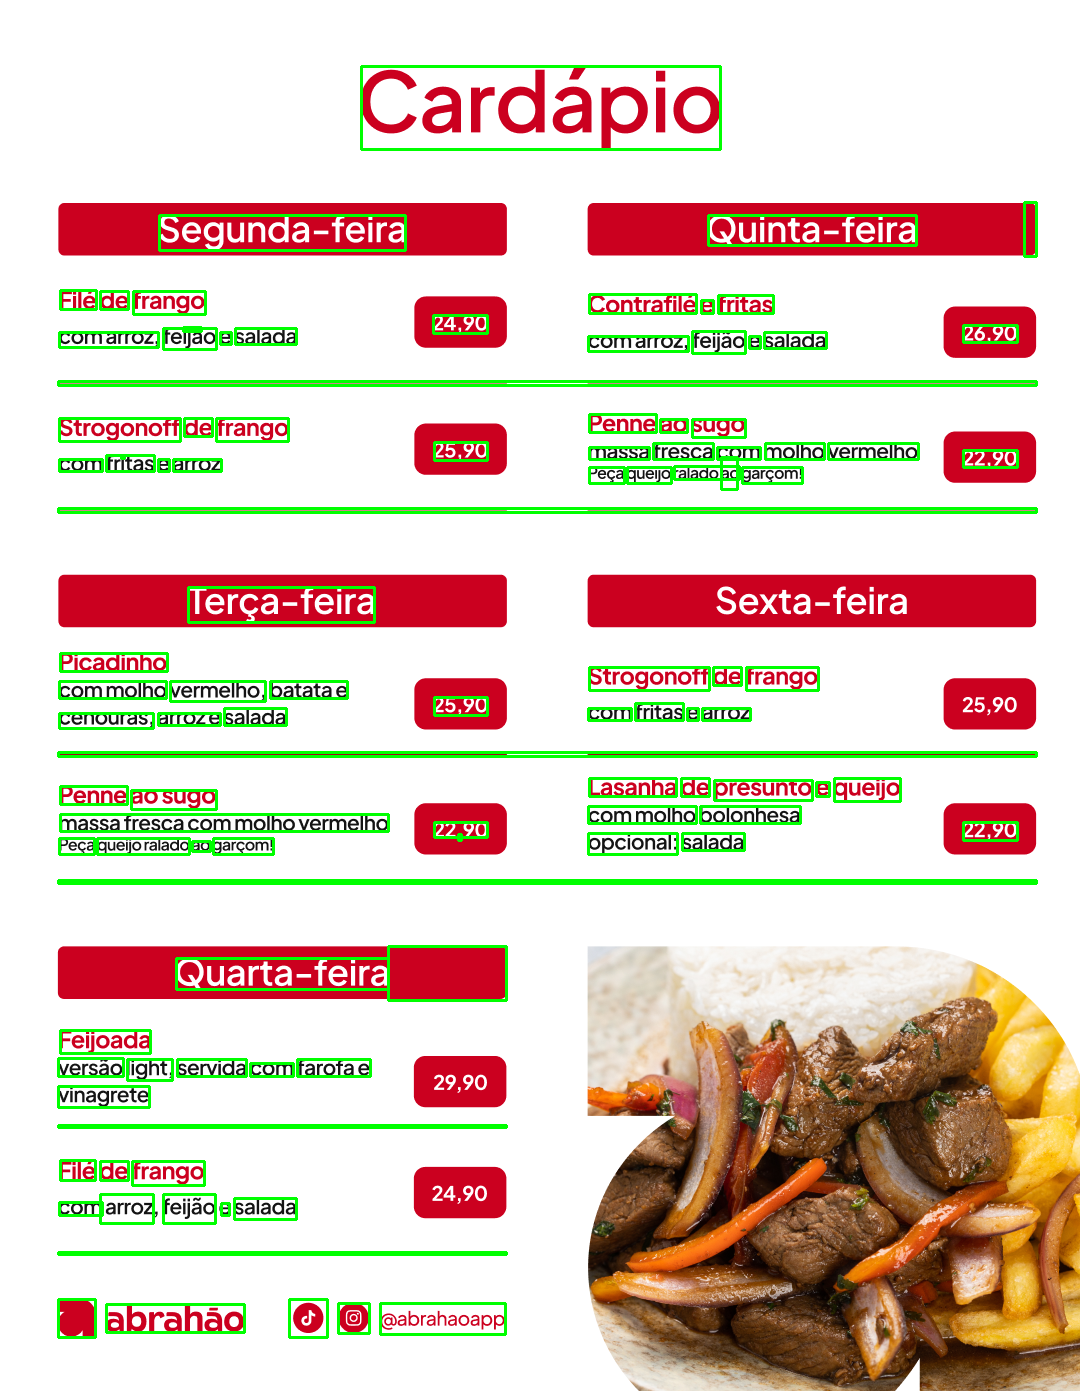 Cardápio
Segunda-feira
Filé de frango
com arroz, feijão e salada
24,90
Strogonoff de frango
com fritas e arroz
25,90
Quinta-feira
Contrafilé e fritas
com arroz, feijão e salada
26,90
Penne ao sugo
massa fresca com molho vermelho
Peça queijo ralado ao garçom!
22,90
Terça-feira
Picadinho
com molho vermelho, batata e
cenouras, arroz e salada
25,90
Penne ao sugo
massa fresca com molho vermelho
Peça queijo ralado ao garçom!
22,90
Sexta-feira
Strogonoff de frango
com fritas e arroz
25,90
Lasanha de presunto e queijo
com molho bolonhesa
opcional: salada
22,90
Quarta-feira
Feijoada
versão light, servida com farofa e
vinagrete
29,90
Filé de frango
com arroz, feijão e salada
24,90
abrahão
@abrahaoapp